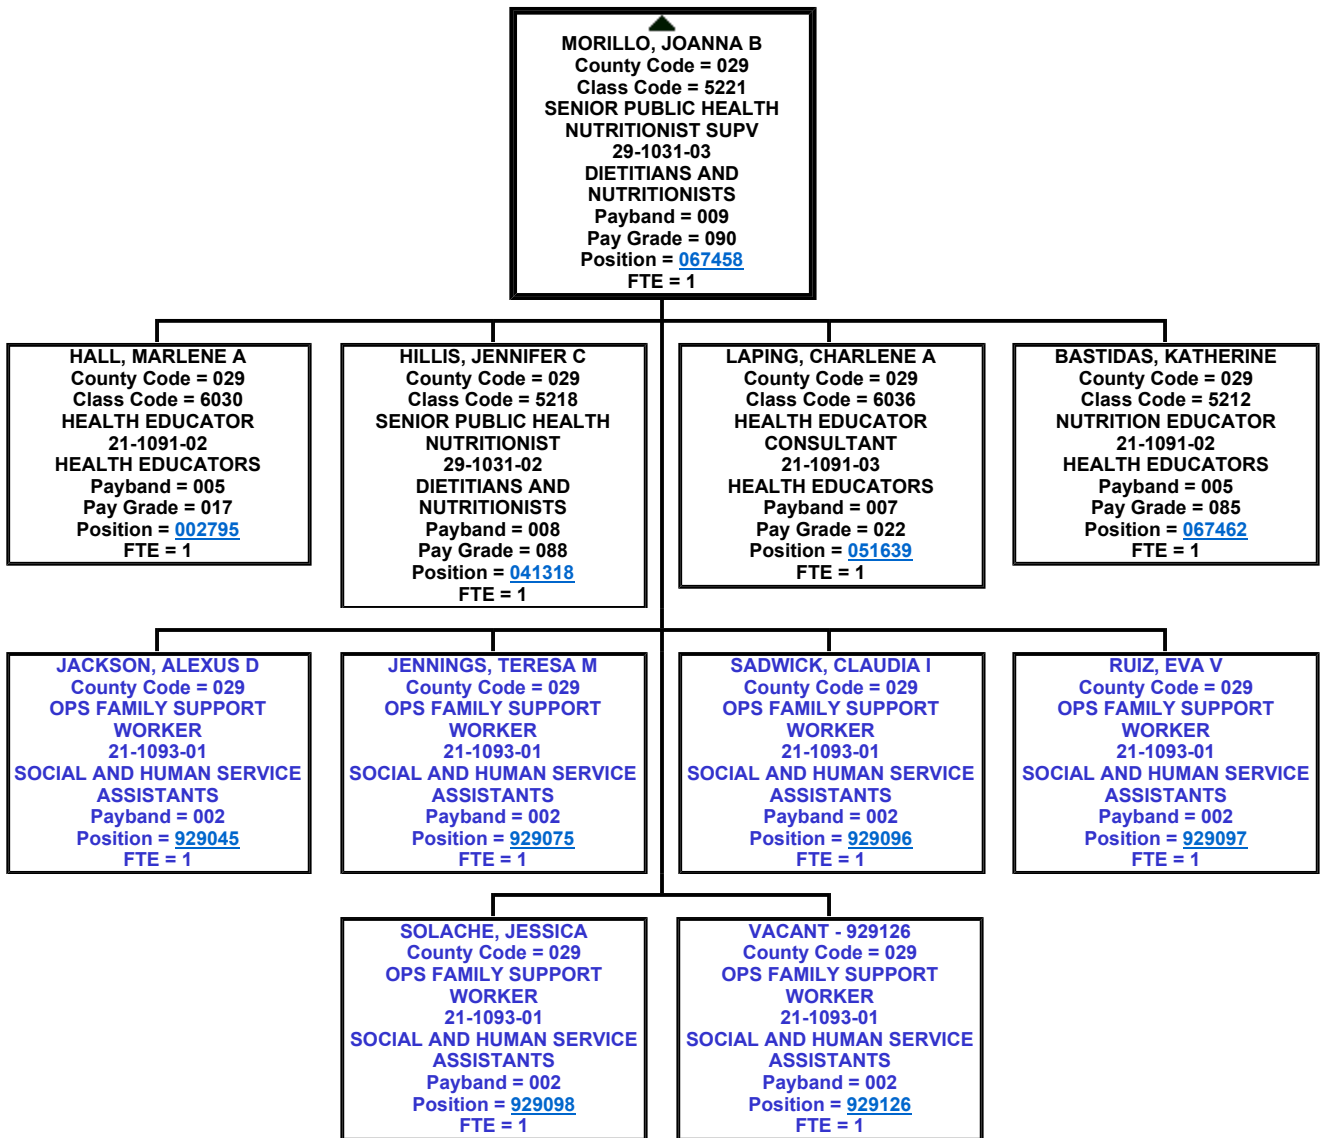 MORILLO, JOANNA B
County Code = 029
Class Code = 5221
SENIOR PUBLIC HEALTH
NUTRITIONIST SUPV
29-1031-03
DIETITIANS AND
NUTRITIONISTS
Payband = 009
Pay Grade = 090
Position = 067458
FTE = 1
HALL, MARLENE A
County Code = 029
Class Code = 6030
HEALTH EDUCATOR
21-1091-02
HEALTH EDUCATORS
Payband = 005
Pay Grade = 017
Position = 002795
FTE = 1
HILLIS, JENNIFER C
County Code = 029
Class Code = 5218
SENIOR PUBLIC HEALTH
NUTRITIONIST
29-1031-02
DIETITIANS AND
NUTRITIONISTS
Payband = 008
Pay Grade = 088
Position = 041318
FTE = 1
LAPING, CHARLENE A
County Code = 029
Class Code = 6036
HEALTH EDUCATOR
CONSULTANT
21-1091-03
HEALTH EDUCATORS
Payband = 007
Pay Grade = 022
Position = 051639
FTE = 1
BASTIDAS, KATHERINE
County Code = 029
Class Code = 5212
NUTRITION EDUCATOR
21-1091-02
HEALTH EDUCATORS
Payband = 005
Pay Grade = 085
Position = 067462
FTE = 1
JACKSON, ALEXUS D
County Code = 029
OPS FAMILY SUPPORT
WORKER
21-1093-01
SOCIAL AND HUMAN SERVICE
ASSISTANTS
Payband = 002
Position = 929045
FTE = 1
JENNINGS, TERESA M
County Code = 029
OPS FAMILY SUPPORT
WORKER
21-1093-01
SOCIAL AND HUMAN SERVICE
ASSISTANTS
Payband = 002
Position = 929075
FTE = 1
SADWICK, CLAUDIA I
County Code = 029
OPS FAMILY SUPPORT
WORKER
21-1093-01
SOCIAL AND HUMAN SERVICE
ASSISTANTS
Payband = 002
Position = 929096
FTE = 1
RUIZ, EVA V
County Code = 029
OPS FAMILY SUPPORT
WORKER
21-1093-01
SOCIAL AND HUMAN SERVICE
ASSISTANTS
Payband = 002
Position = 929097
FTE = 1
SOLACHE, JESSICA
County Code = 029
OPS FAMILY SUPPORT
WORKER
21-1093-01
SOCIAL AND HUMAN SERVICE
ASSISTANTS
Payband = 002
Position = 929098
FTE = 1
VACANT - 929126
County Code = 029
OPS FAMILY SUPPORT
WORKER
21-1093-01
SOCIAL AND HUMAN SERVICE
ASSISTANTS
Payband = 002
Position = 929126
FTE = 1